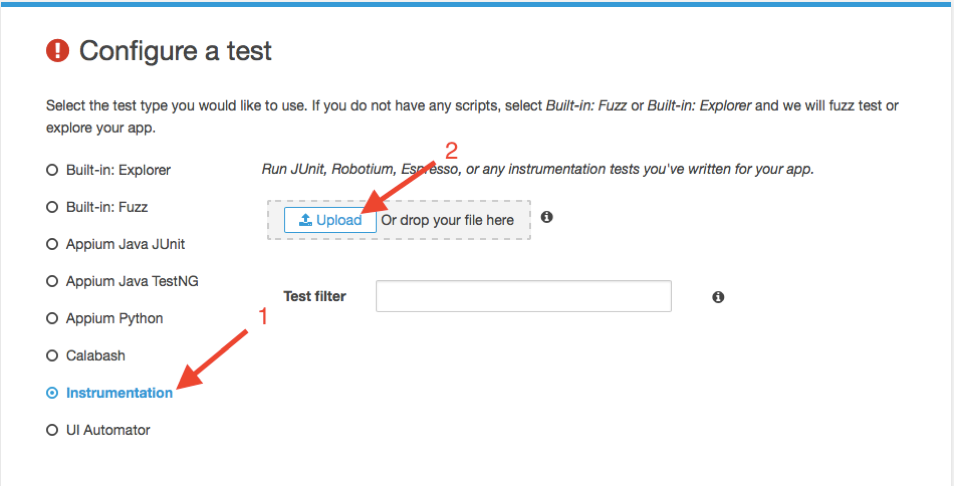 Configure a test
Select the test type you would like to use. If you do not have any scripts, select Built-in: Fuzz or Built-in: Explorer and we will fuzz test or
explore your app.
2
Built-in: Explorer
Run JUnit, Robotium, Espresso, or any instrumentation tests you've written for your app.
Built-in: Fuzz
Upload Or drop your file here
Appium Java JUnit
Appium Java TestNG
Test filter
1
Appium Python
Calabash
Instrumentation
UI Automator